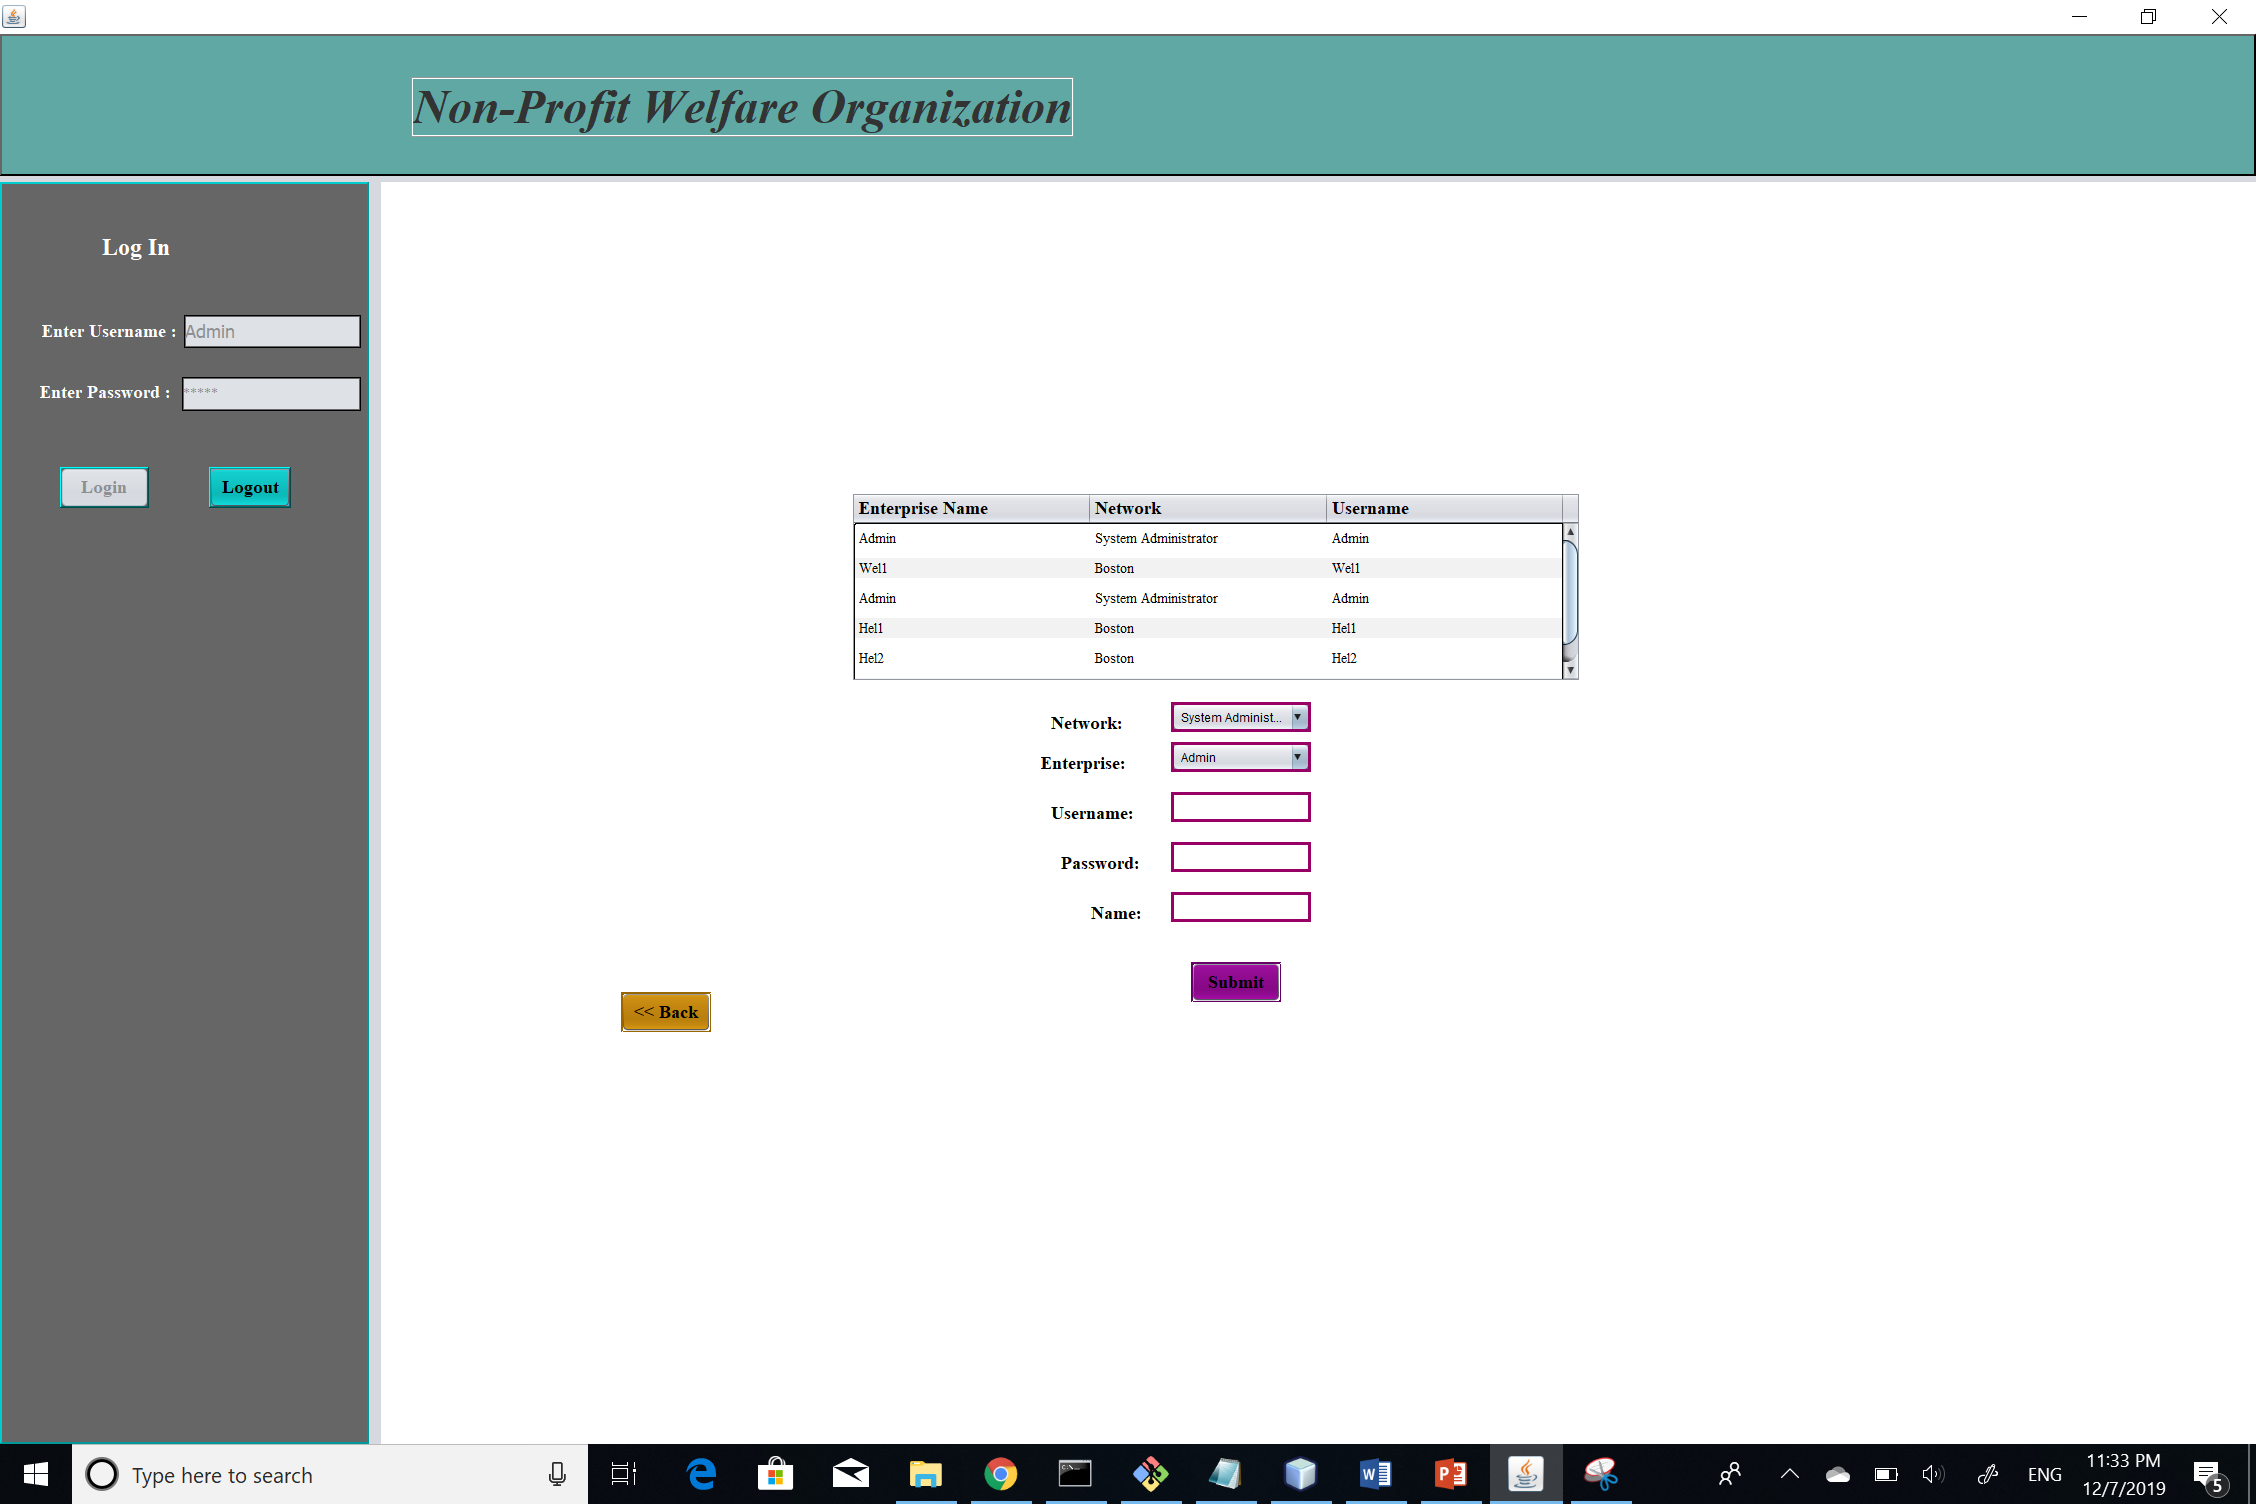 Non-Profit Welfare Organization
Log In
Enter Username : Admin
Enter Password : *****
Login Logout
Enterprise Name Network Username
Admin System Administrator Admin
Wel1 Boston Wel1
Admin System Administrator Admin
Hel1 Boston Hel1
Hel2 Boston Hel2
Network: System Administ...
Enterprise: Admin
Username:
Password:
Name:
Submit
<< Back
Type here to search
ENG
11:33 PM
12/7/2019
5